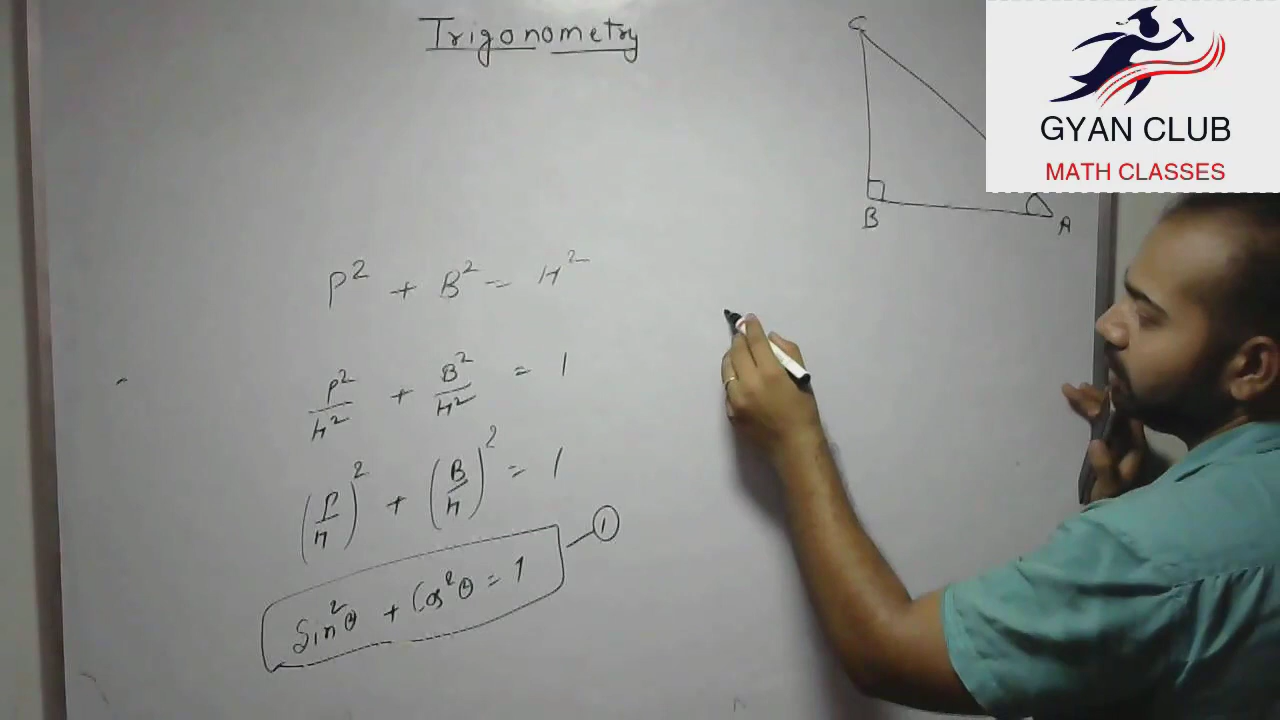 Trigonometry
C
GYAN CLUB
MATH CLASSES
B
A
P² + B² = H²
P²/H² + B²/H² = 1
(P/H)² + (B/H)² = 1
Sin²θ + Cos²θ = 1 — ①